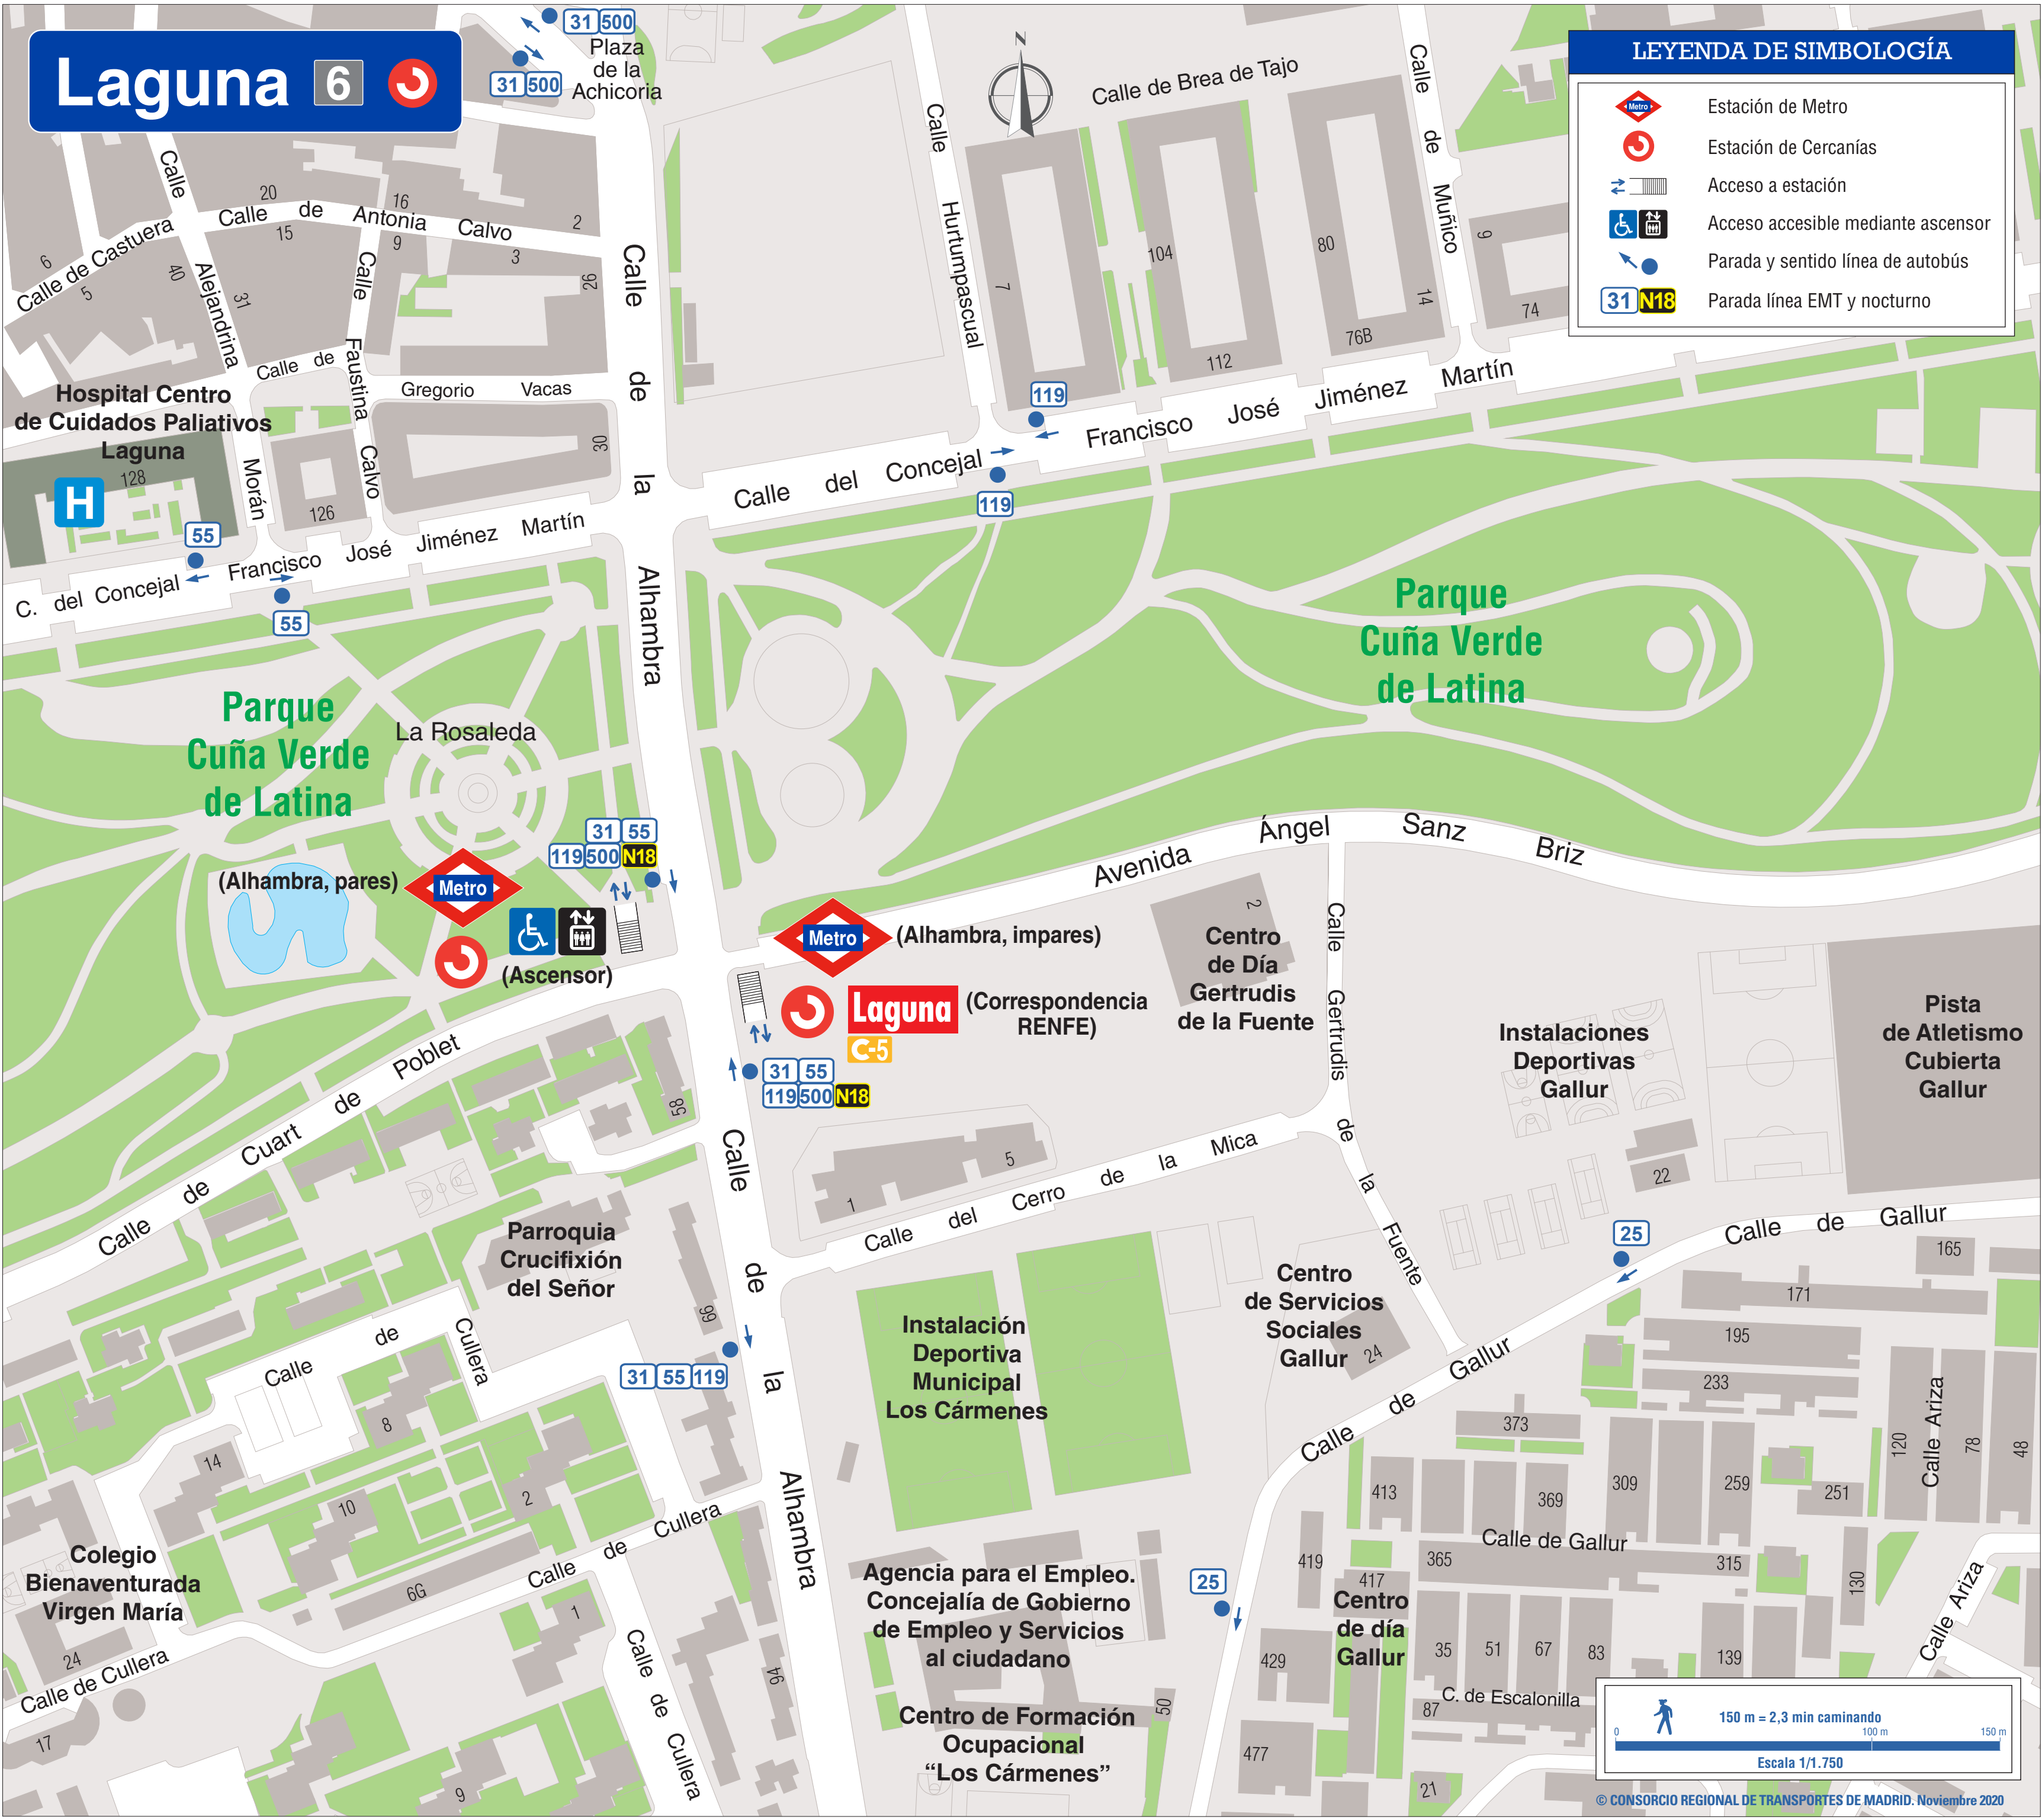 Laguna 6
31 500
Plaza
de la
Achicoria
31 500
LEYENDA DE SIMBOLOGÍA
Metro Estación de Metro
Estación de Cercanías
Acceso a estación
Acceso accesible mediante ascensor
Parada y sentido línea de autobús
31 N18 Parada línea EMT y nocturno
N
Calle de Brea de Tajo
Calle Hurtumpascual
Calle de Muñico
7
104
80
9
14
74
76B
112
Calle Alejandrina Morán
20
16
2
Calle de Antonia Calvo
15
9
3
26
6
Calle de Castuera
5
40
31
Calle Faustina Calvo
Calle de Gregorio Vacas
30
Hospital Centro
de Cuidados Paliativos
Laguna
128
H
126
55
C. del Concejal Francisco José Jiménez Martín
55
Calle de la Alhambra
119
Calle del Concejal Francisco José Jiménez Martín
119
Parque
Cuña Verde
de Latina
Parque
Cuña Verde
de Latina
La Rosaleda
31 55
119 500 N18
(Alhambra, pares)
Metro
(Ascensor)
Metro
(Alhambra, impares)
Laguna
(Correspondencia
RENFE)
C-5
31 55
119 500 N18
Avenida Ángel Sanz Briz
2
Centro
de Día
Gertrudis
de la Fuente
Calle Gertrudis de la Fuente
Instalaciones
Deportivas
Gallur
Pista
de Atletismo
Cubierta
Gallur
22
Calle de Cuart de Poblet
58
5
1
Calle del Cerro de la Mica
Parroquia
Crucifixión
del Señor
66
Calle de la Alhambra
31 55 119
Instalación
Deportiva
Municipal
Los Cármenes
Centro
de Servicios
Sociales
Gallur
24
25
Calle de Gallur
165
171
195
233
373
Calle de Gallur
Calle Ariza
120
78
48
413
369
309
259
251
Calle de Gallur
419
417
365
315
130
Centro
de día
Gallur
35
51
67
83
139
Calle Ariza
25
429
C. de Escalonilla
87
477
21
Calle de Cullera
8
14
10
2
6G
Calle de Cullera
1
Colegio
Bienaventurada
Virgen María
24
Calle de Cullera
17
9
Calle de Cullera
94
Agencia para el Empleo.
Concejalía de Gobierno
de Empleo y Servicios
al ciudadano
50
Centro de Formación
Ocupacional
“Los Cármenes”
150 m = 2,3 min caminando
0 100 m 150 m
Escala 1/1.750
© CONSORCIO REGIONAL DE TRANSPORTES DE MADRID. Noviembre 2020